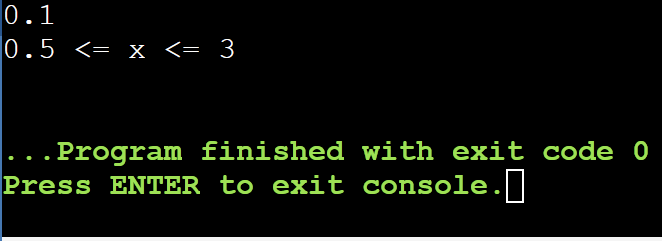 0.1
0.5 <= x <= 3
...Program finished with exit code 0
Press ENTER to exit console.